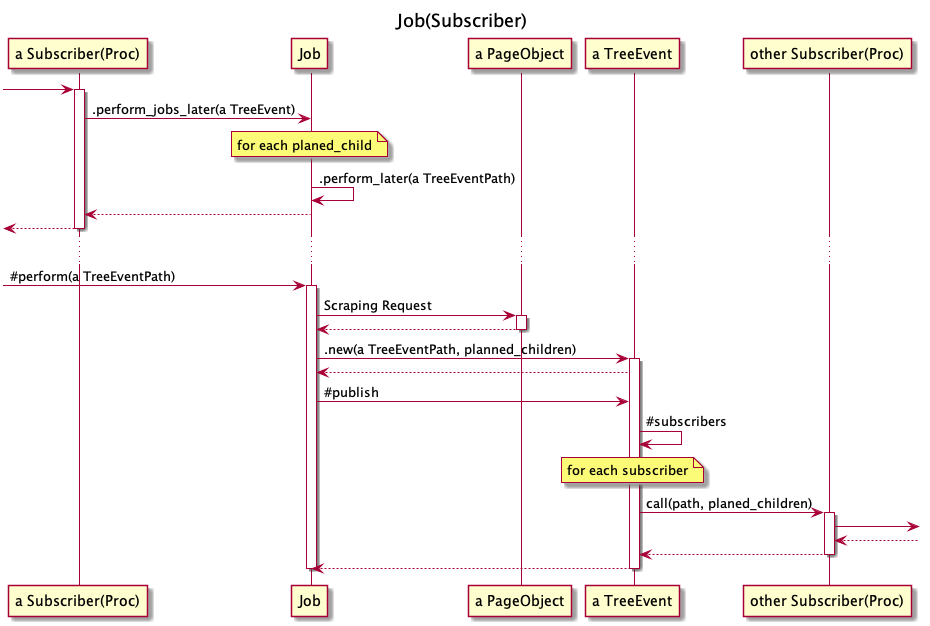 Job(Subscriber)
a Subscriber(Proc)
Job
a PageObject
a TreeEvent
other Subscriber(Proc)
.perform_jobs_later(a TreeEvent)
for each planed_child
.perform_later(a TreeEventPath)
#perform(a TreeEventPath)
Scraping Request
.new(a TreeEventPath, planned_children)
#publish
#subscribers
for each subscriber
call(path, planed_children)
a Subscriber(Proc)
Job
a PageObject
a TreeEvent
other Subscriber(Proc)